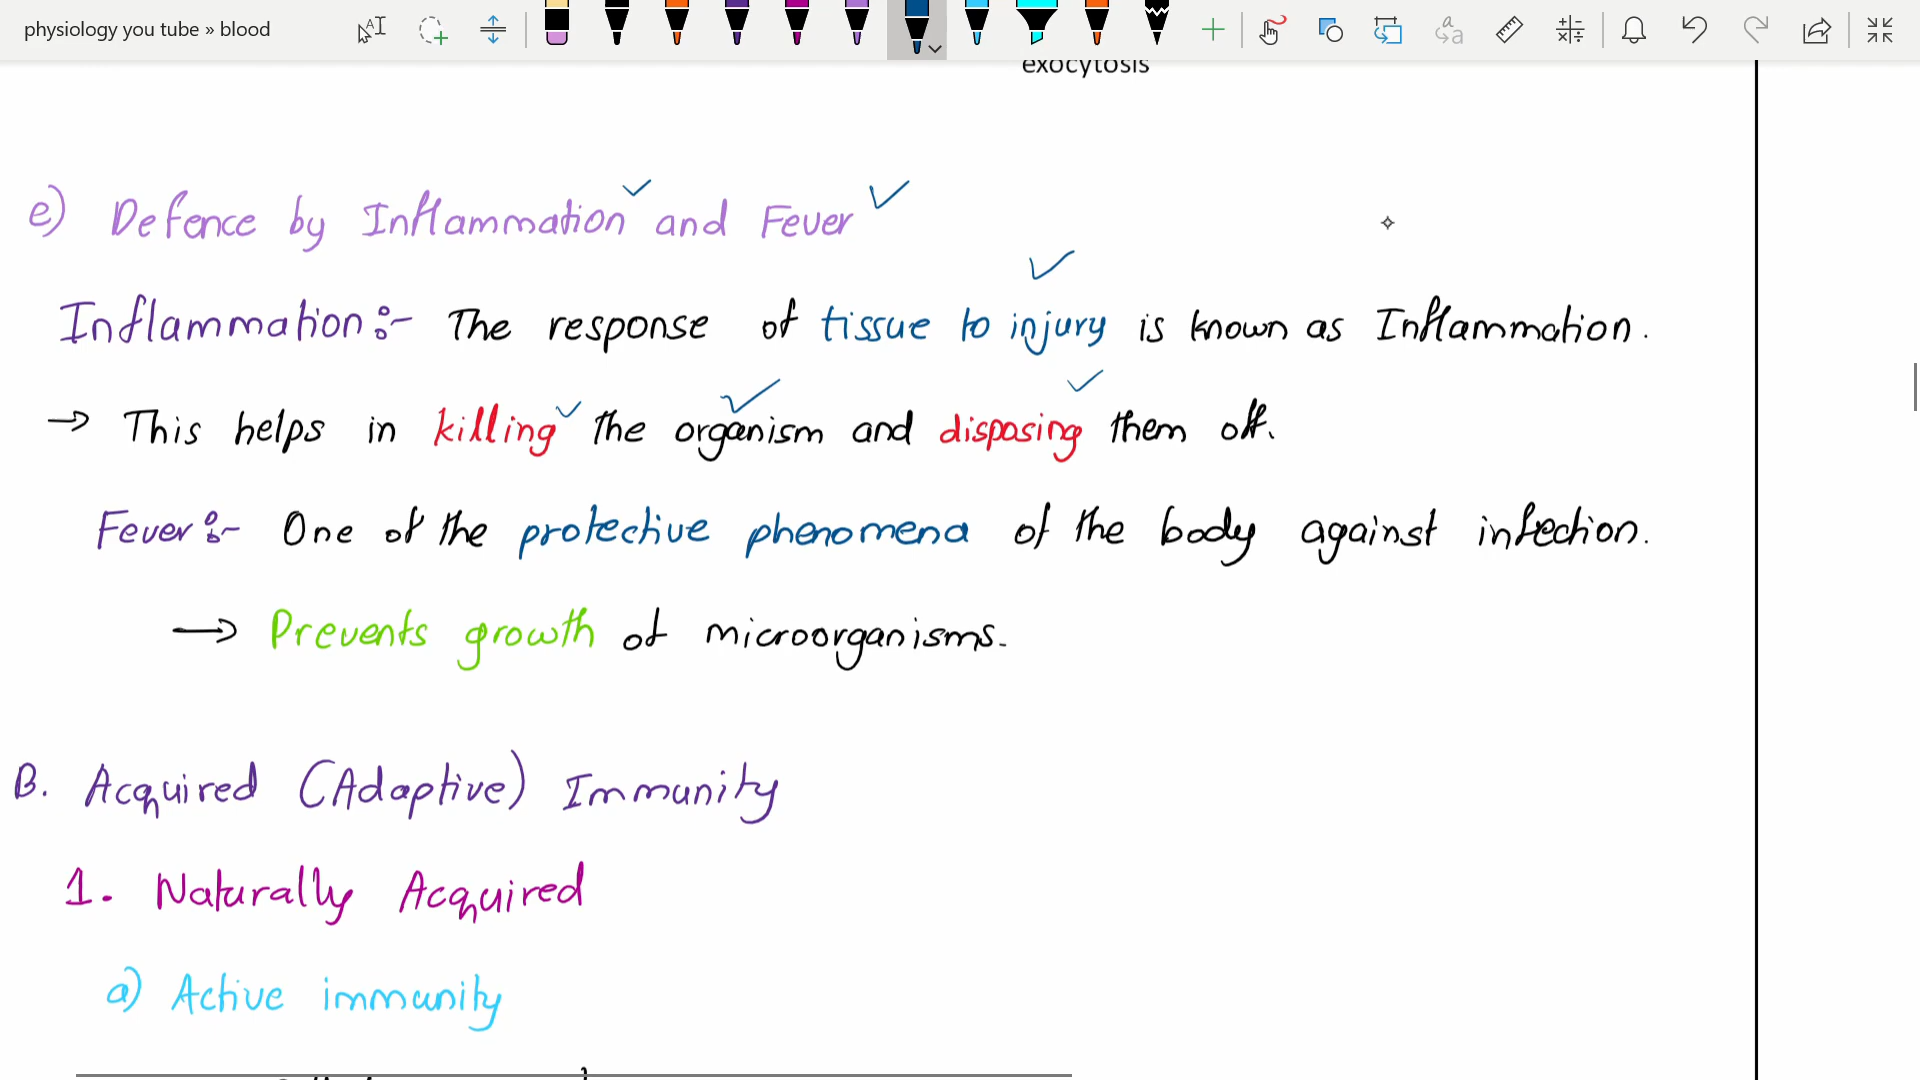 physiology you tube » blood
exocytosis
e) Defence by Inflammation and Fever
Inflammation :- The response of tissue to injury is known as Inflammation.
→ This helps in killing the organism and disposing them off.
Fever :- One of the protective phenomena of the body against infection.
→ Prevents growth of microorganisms.
B. Acquired (Adaptive) Immunity
1. Naturally Acquired
a) Active immunity